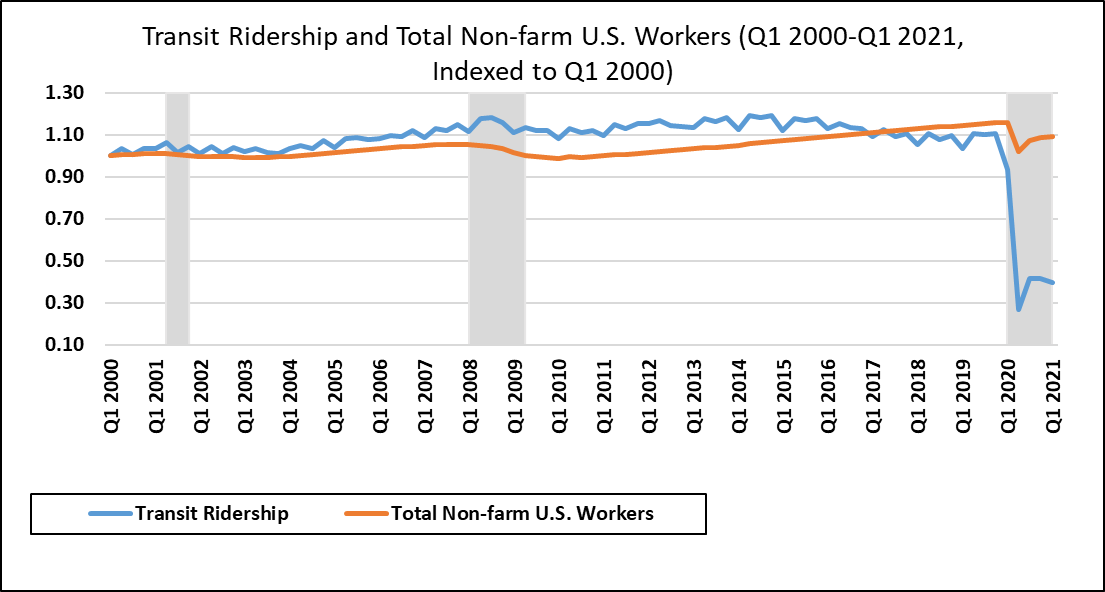 Transit Ridership and Total Non-farm U.S. Workers (Q1 2000-Q1 2021,
Indexed to Q1 2000)
1.30
1.10
0.90
0.70
0.50
0.30
0.10
Q1 2000
Q1 2001
Q1 2002
Q1 2003
Q1 2004
Q1 2005
Q1 2006
Q1 2007
Q1 2008
Q1 2009
Q1 2010
Q1 2011
Q1 2012
Q1 2013
Q1 2014
Q1 2015
Q1 2016
Q1 2017
Q1 2018
Q1 2019
Q1 2020
Q1 2021
Transit Ridership
Total Non-farm U.S. Workers